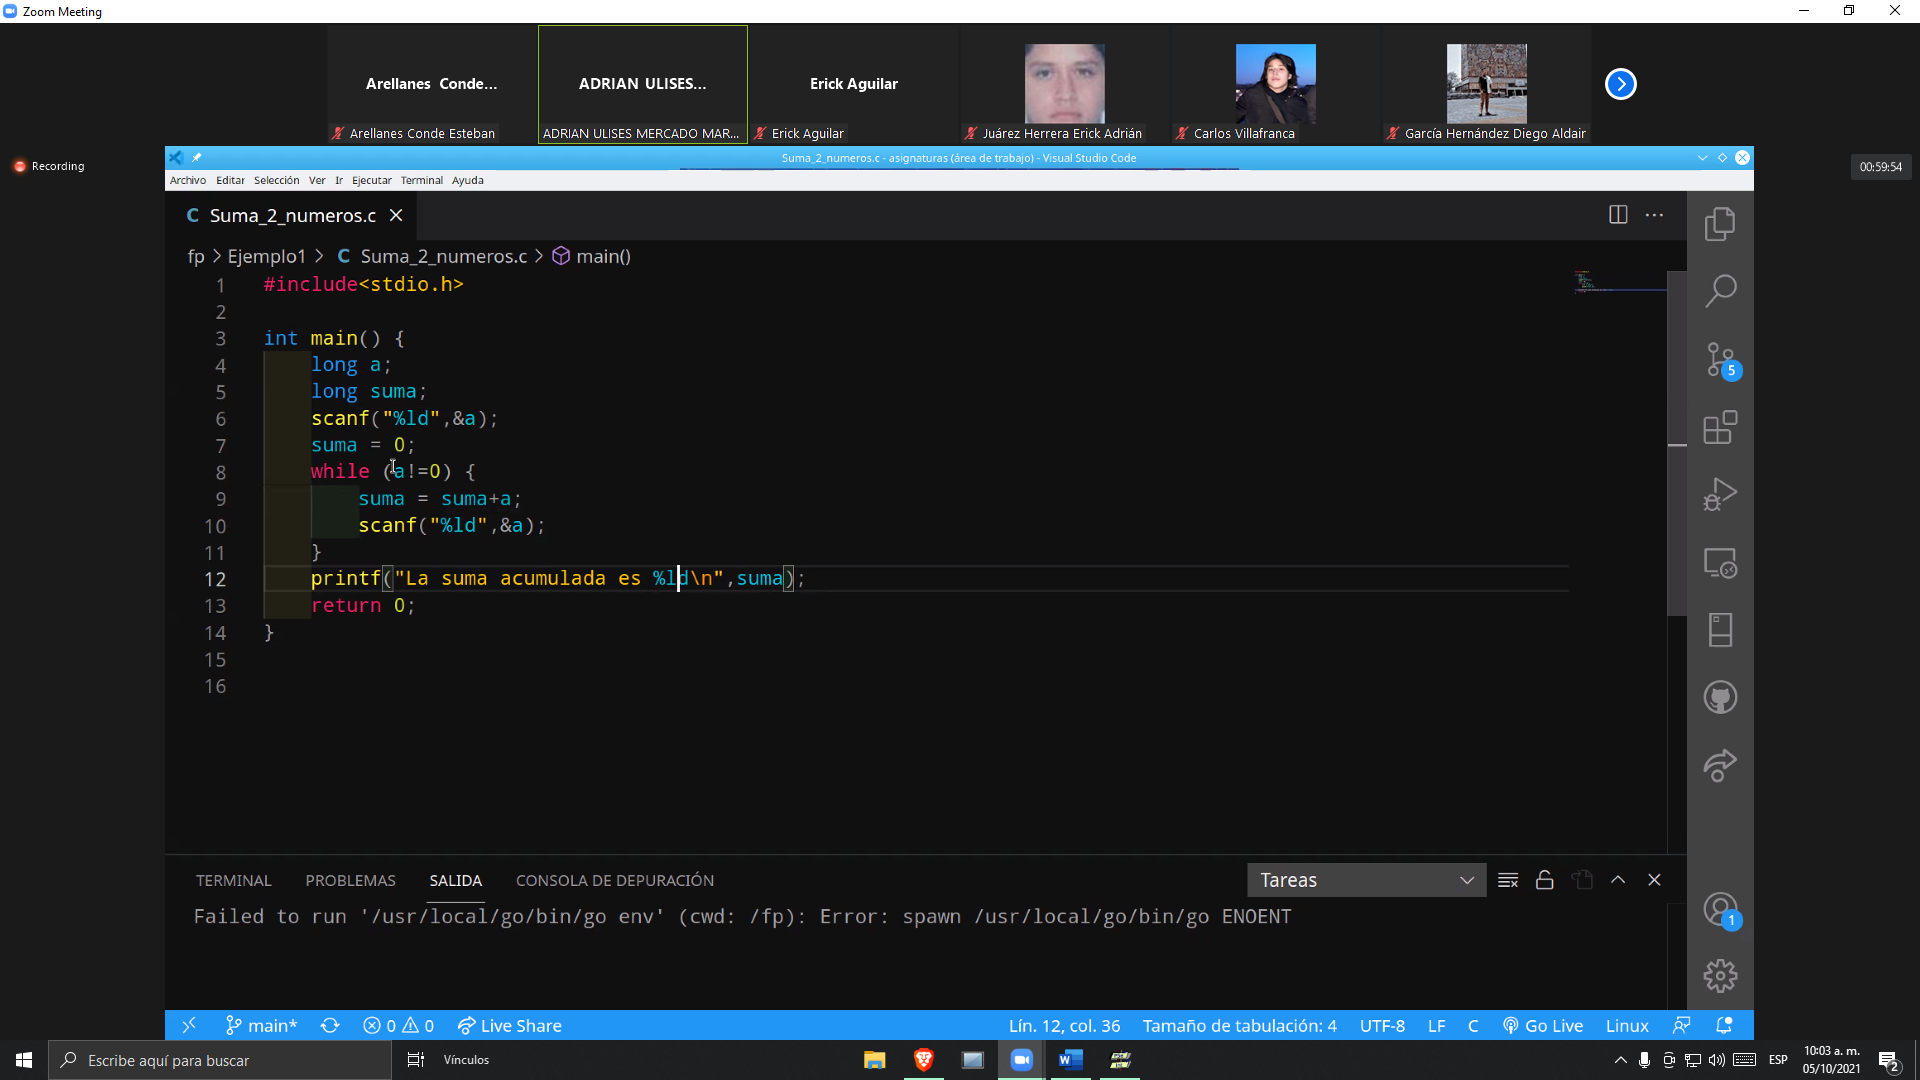 Zoom Meeting
Arellanes Conde...
ADRIAN ULISES...
Erick Aguilar
Arellanes Conde Esteban
ADRIAN ULISES MERCADO MAR...
Erick Aguilar
Juárez Herrera Erick Adrián
Carlos Villafranca
García Hernández Diego Aldair
Recording
00:59:54
Suma_2_numeros.c - asignaturas (área de trabajo) - Visual Studio Code
Archivo Editar Selección Ver Ir Ejecutar Terminal Ayuda
C Suma_2_numeros.c
fp > Ejemplo1 > C Suma_2_numeros.c > main()
1 #include<stdio.h>
2
3 int main() {
4 long a;
5 long suma;
6 scanf("%ld",&a);
7 suma = 0;
8 while (a!=0) {
9 suma = suma+a;
10 scanf("%ld",&a);
11 }
12 printf("La suma acumulada es %ld\n",suma);
13 return 0;
14 }
15
16
5
1
TERMINAL PROBLEMAS SALIDA CONSOLA DE DEPURACIÓN
Tareas
Failed to run '/usr/local/go/bin/go env' (cwd: /fp): Error: spawn /usr/local/go/bin/go ENOENT
main* 0 0 Live Share
Lín. 12, col. 36 Tamaño de tabulación: 4 UTF-8 LF C Go Live Linux
Escribe aquí para buscar
Vínculos
ESP
10:03 a. m.
05/10/2021
2